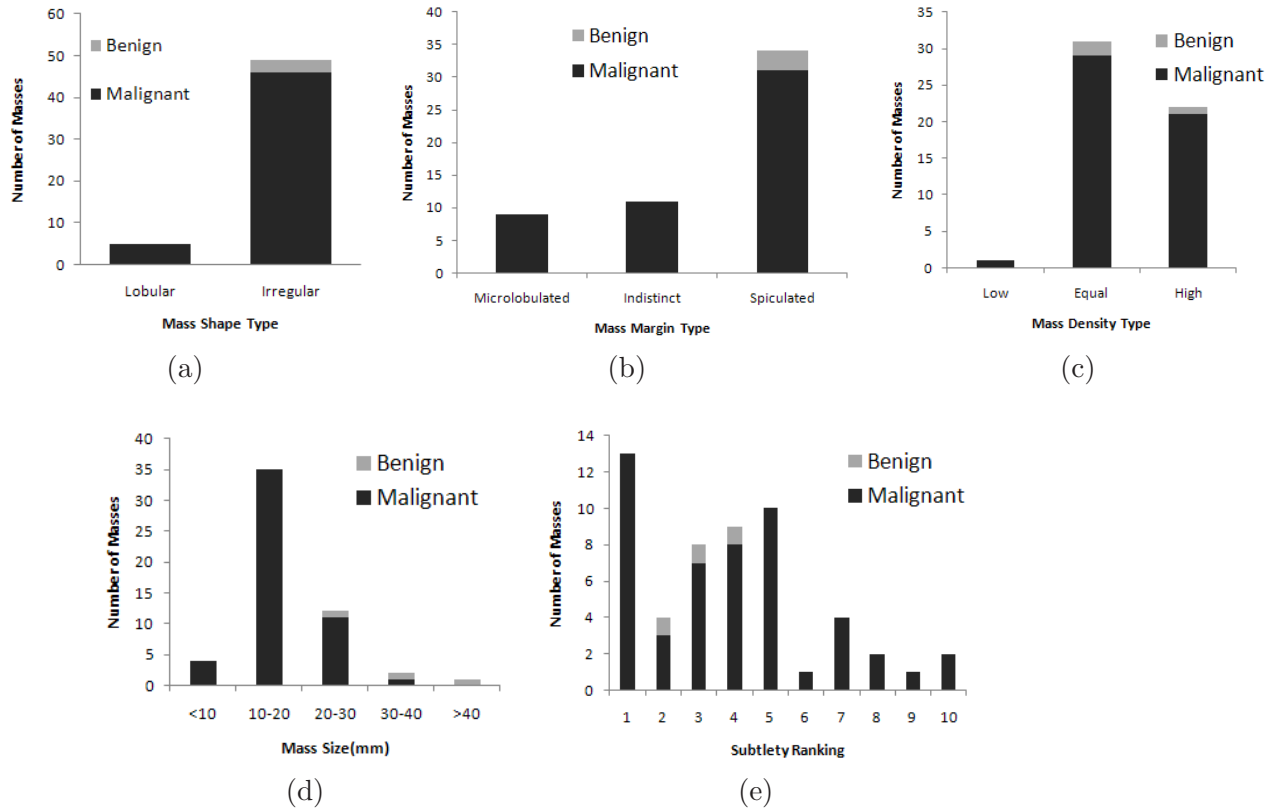 Number of Masses
60
50
40
30
20
10
0
Benign
Malignant
Lobular Irregular
Mass Shape Type
(a)
Number of Masses
40
35
30
25
20
15
10
5
0
Benign
Malignant
Microlobulated Indistinct Spiculated
Mass Margin Type
(b)
Number of Masses
35
30
25
20
15
10
5
0
Benign
Malignant
Low Equal High
Mass Density Type
(c)
Number of Masses
40
35
30
25
20
15
10
5
0
Benign
Malignant
<10 10-20 20-30 30-40 >40
Mass Size(mm)
(d)
Number of Masses
14
12
10
8
6
4
2
0
Benign
Malignant
1 2 3 4 5 6 7 8 9 10
Subtlety Ranking
(e)